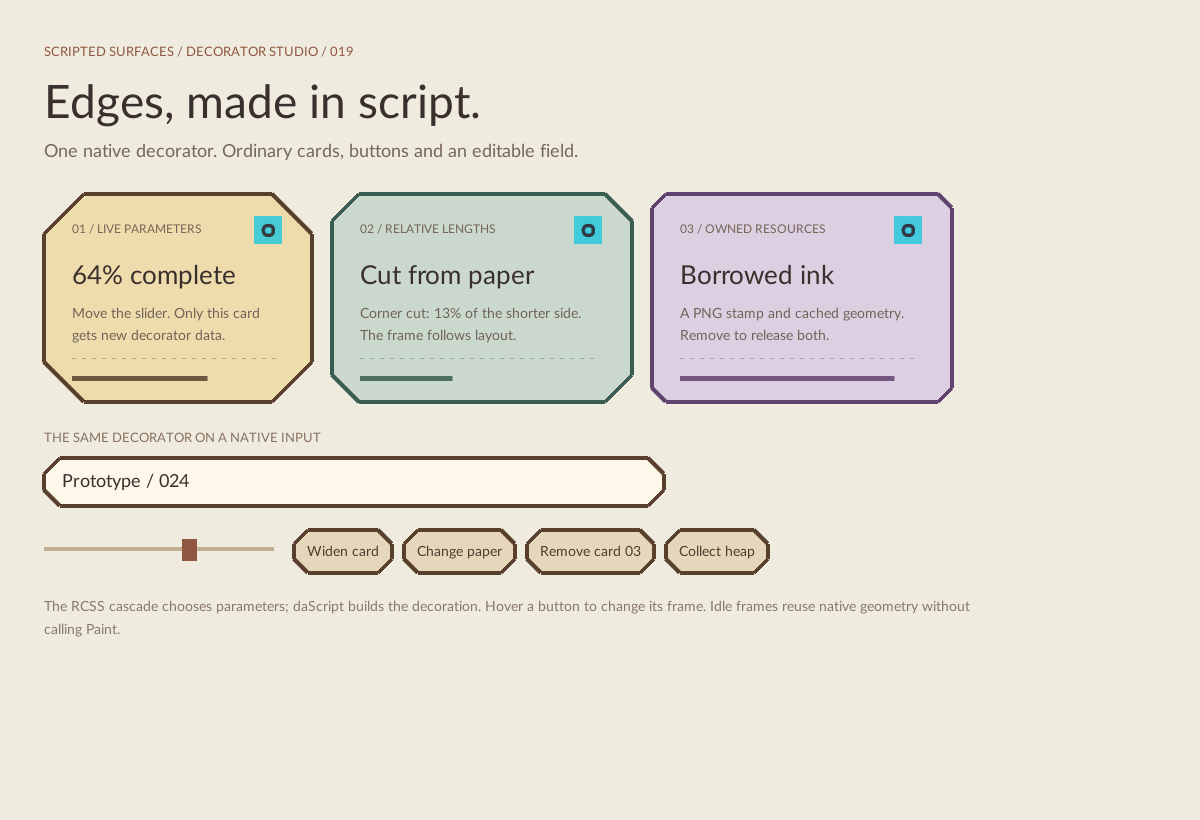 SCRIPTED SURFACES / DECORATOR STUDIO / 019
Edges, made in script.
One native decorator. Ordinary cards, buttons and an editable field.
01 / LIVE PARAMETERS
64% complete
Move the slider. Only this card
gets new decorator data.
02 / RELATIVE LENGTHS
Cut from paper
Corner cut: 13% of the shorter side.
The frame follows layout.
03 / OWNED RESOURCES
Borrowed ink
A PNG stamp and cached geometry.
Remove to release both.
THE SAME DECORATOR ON A NATIVE INPUT
Prototype / 024
Widen card
Change paper
Remove card 03
Collect heap
The RCSS cascade chooses parameters; daScript builds the decoration. Hover a button to change its frame. Idle frames reuse native geometry without
calling Paint.